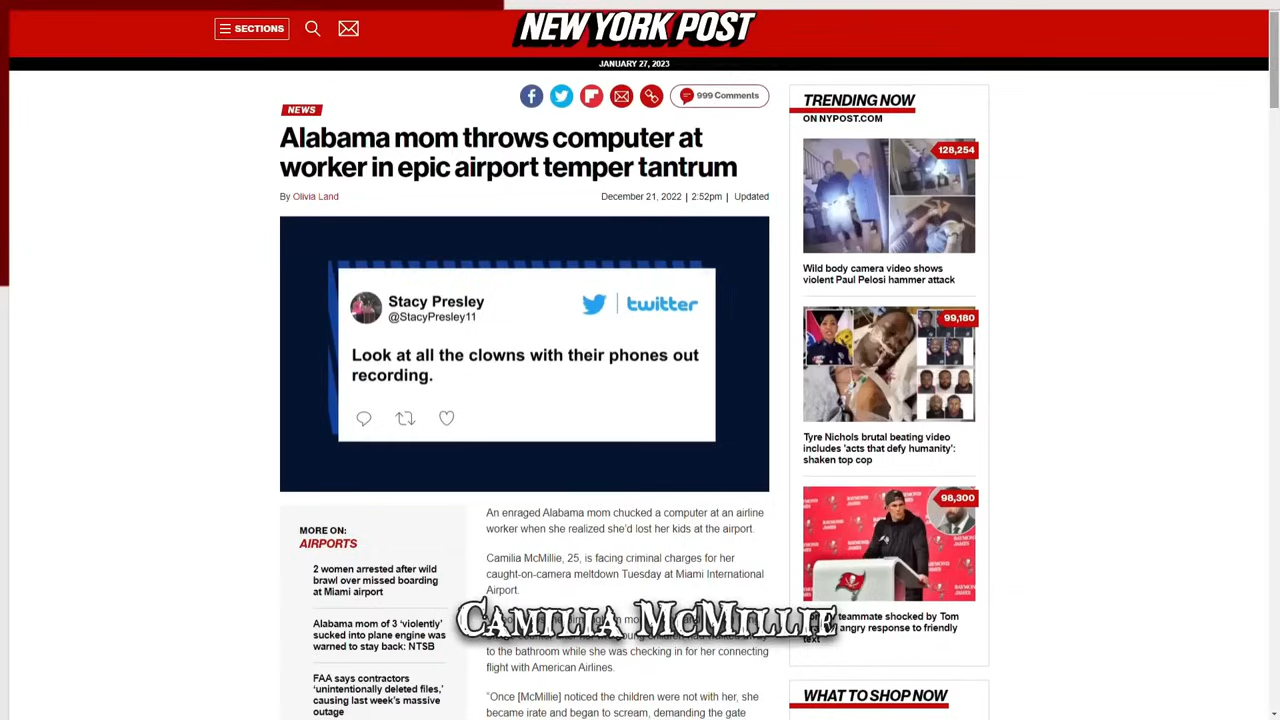 SECTIONS
NEW YORK POST
JANUARY 27, 2023
999 Comments
NEWS
Alabama mom throws computer at
worker in epic airport temper tantrum
By Olivia Land
December 21, 2022 | 2:52pm | Updated
Stacy Presley
@StacyPresley11
twitter
Look at all the clowns with their phones out
recording.
MORE ON:
AIRPORTS
2 women arrested after wild
brawl over missed boarding
at Miami airport
Alabama mom of 3 ‘violently’
sucked into plane engine was
warned to stay back: NTSB
FAA says contractors
‘unintentionally deleted files,’
causing last week’s massive
outage
An enraged Alabama mom chucked a computer at an airline
worker when she realized she’d lost her kids at the airport.
Camilia McMillie, 25, is facing criminal charges for her
caught-on-camera meltdown Tuesday at Miami International
Airport.
Camilia McMillie
to the bathroom while she was checking in for her connecting
flight with American Airlines.
“Once [McMillie] noticed the children were not with her, she
became irate and began to scream, demanding the gate
TRENDING NOW
ON NYPOST.COM
128,254
Wild body camera video shows
violent Paul Pelosi hammer attack
99,180
Tyre Nichols brutal beating video
includes ‘acts that defy humanity’:
shaken top cop
98,300
teammate shocked by Tom
angry response to friendly
text
WHAT TO SHOP NOW